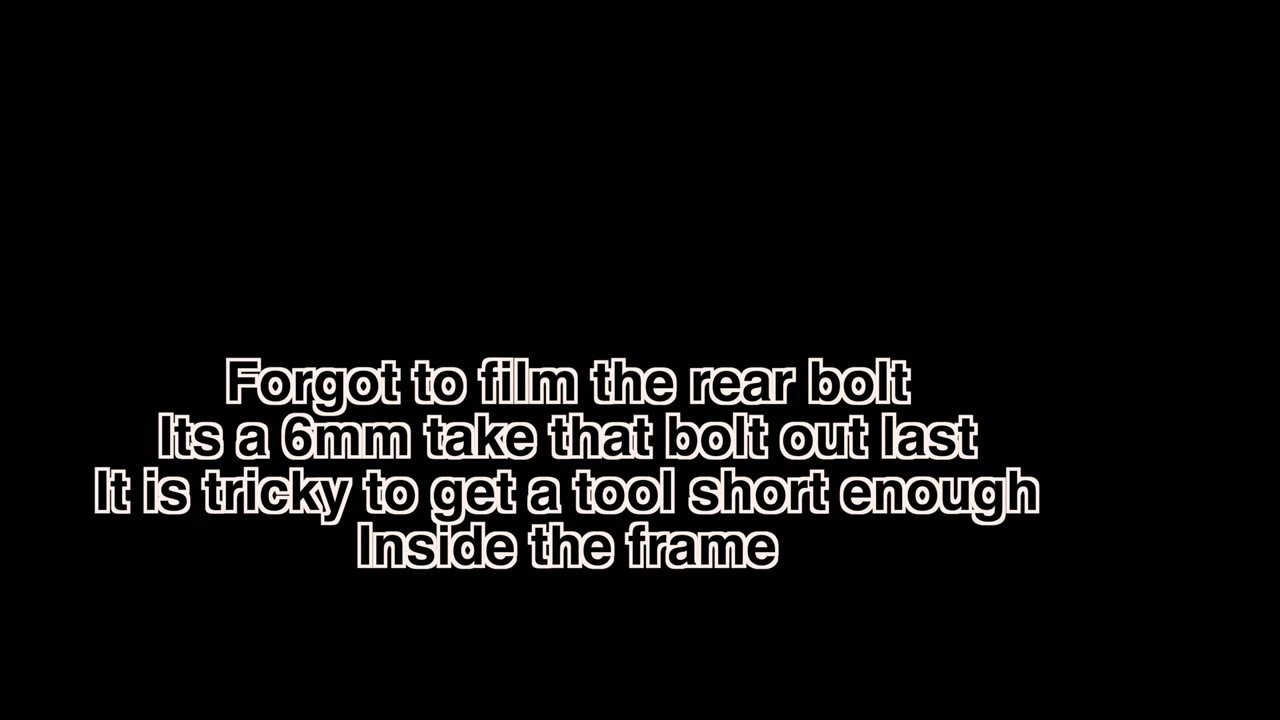 Forgot to film the rear bolt
Its a 6mm take that bolt out last
It is tricky to get a tool short enough
Inside the frame